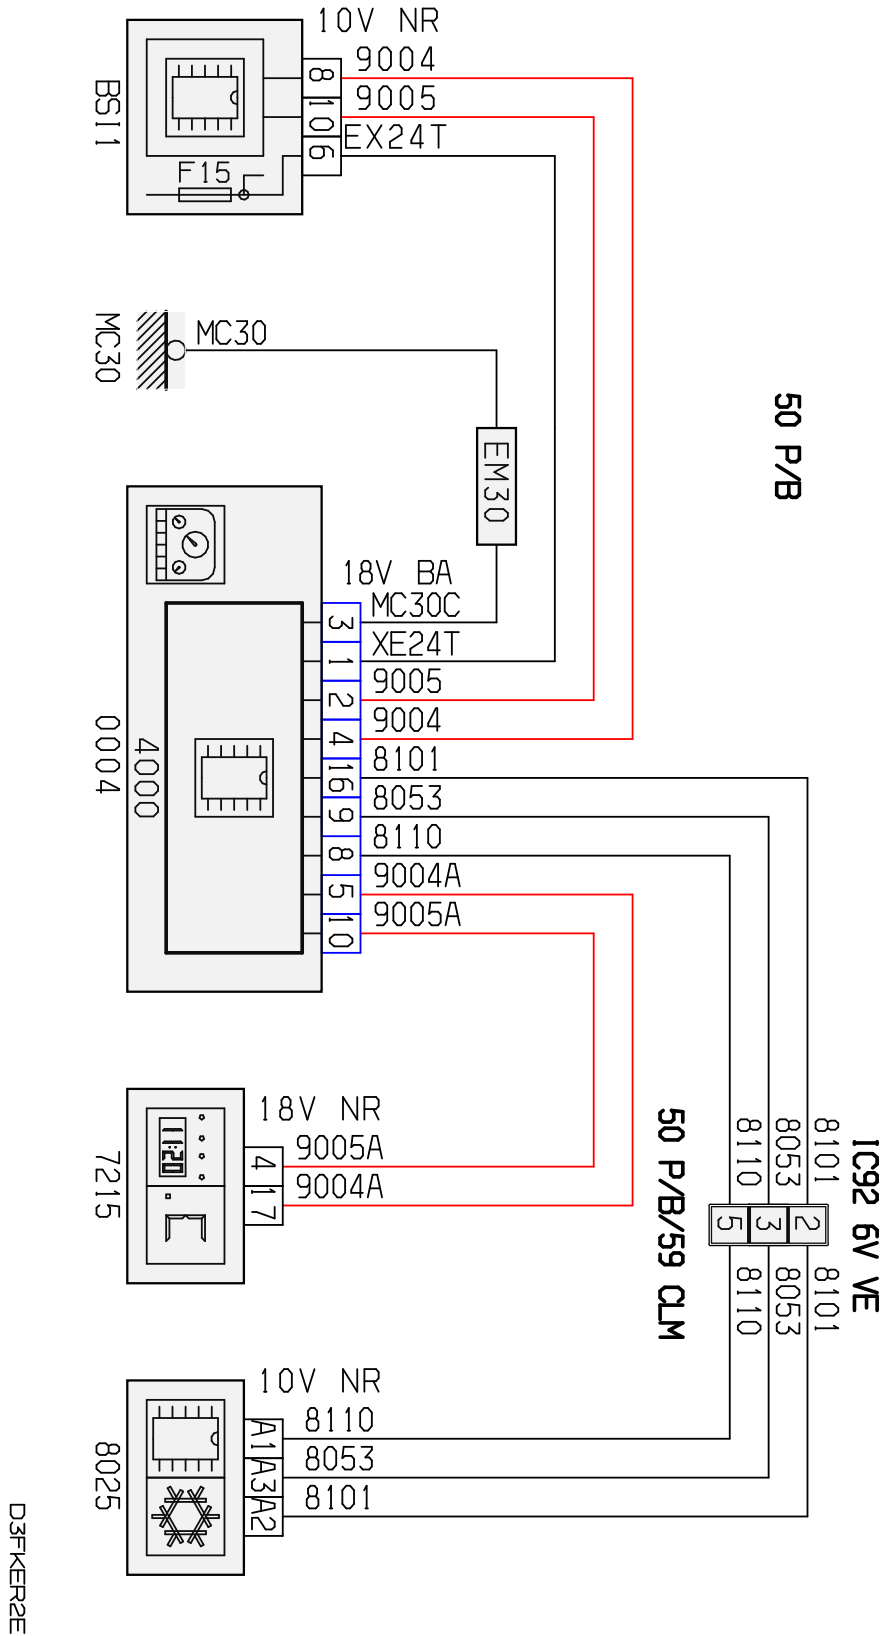 10V NR
9004
8
9005
10
EX24T
6
F15
BSI1
MC30
MC30
EM30
50 P/B
18V BA
MC30C
3
XE24T
1
9005
2
9004
4
8101
16
8053
9
8110
8
9004A
5
9005A
10
4000
0004
18V NR
9005A
4
9004A
17
11:20
7215
IC92 6V VE
8101
8053
8110
2
3
5
8101
8053
8110
50 P/B/59 CLM
10V NR
8110
A1
8053
A3
8101
A2
8025
D3FKER2E